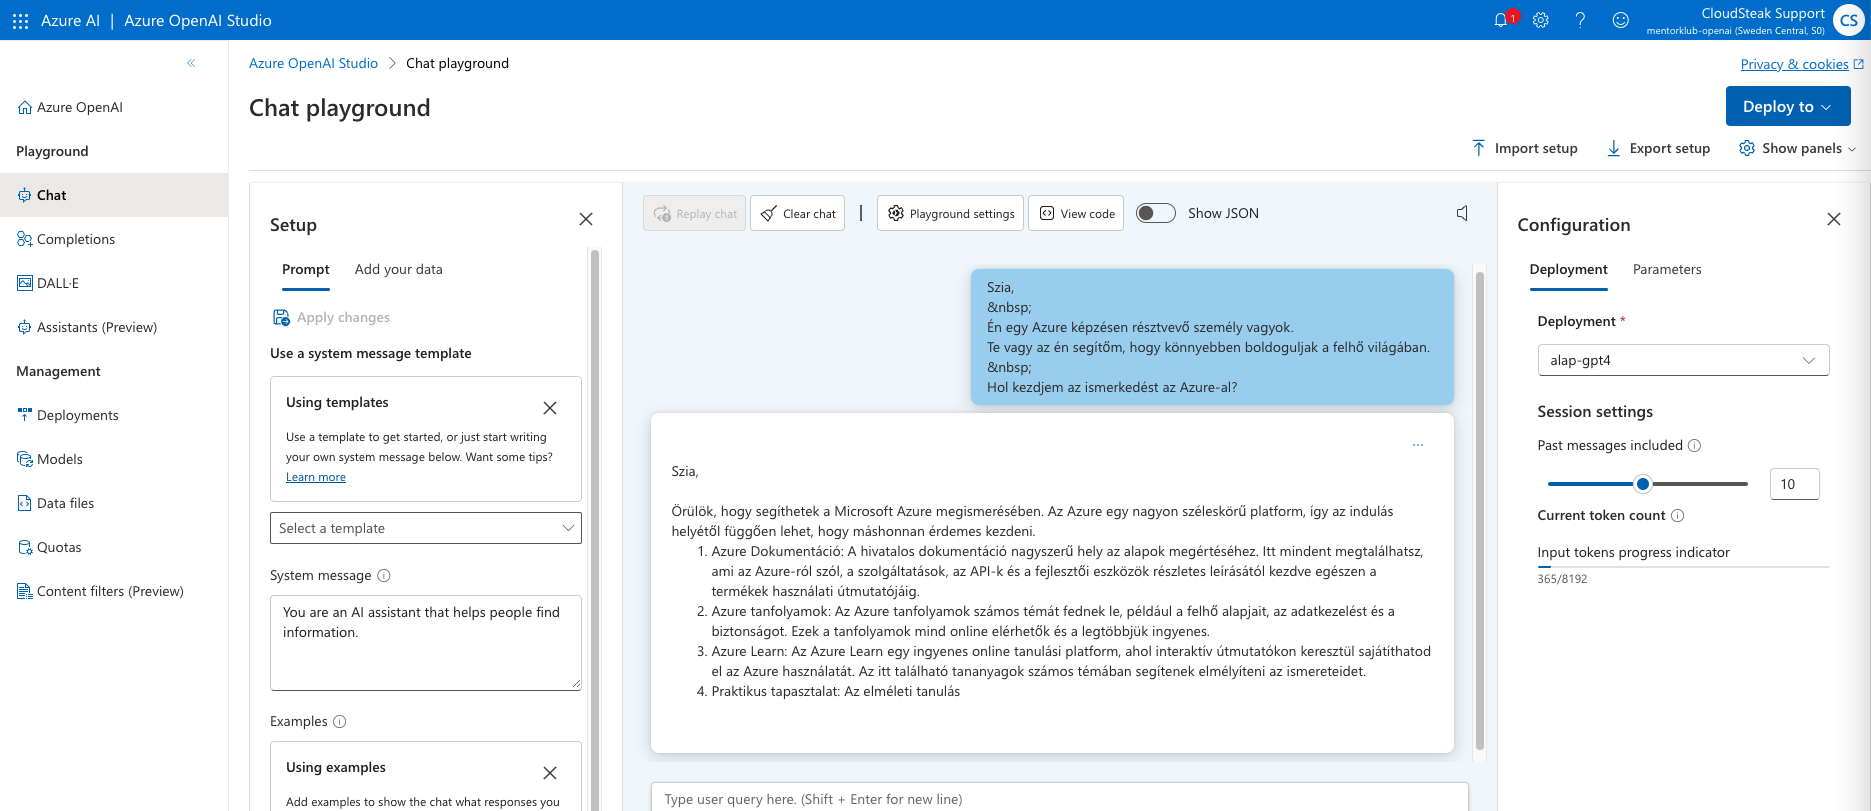 Azure AI | Azure OpenAI Studio
1
CloudSteak Support
mentorklub-openai (Sweden Central, S0)
CS
Azure OpenAI Studio > Chat playground
Privacy & cookies
Chat playground
Deploy to
Import setup
Export setup
Show panels
Azure OpenAI
Playground
Chat
Completions
DALL·E
Assistants (Preview)
Management
Deployments
Models
Data files
Quotas
Content filters (Preview)
Setup
Prompt
Add your data
Apply changes
Use a system message template
Using templates
Use a template to get started, or just start writing
your own system message below. Want some tips?
Learn more
Select a template
System message
You are an AI assistant that helps people find
information.
Examples
Using examples
Add examples to show the chat what responses you
Replay chat
Clear chat
Playground settings
View code
Show JSON
Szia,
&nbsp;
Én egy Azure képzésen résztvevő személy vagyok.
Te vagy az én segítőm, hogy könnyebben boldoguljak a felhő világában.
&nbsp;
Hol kezdjem az ismerkedést az Azure-al?
...
Szia,
Örülök, hogy segíthetek a Microsoft Azure megismerésében. Az Azure egy nagyon széleskörű platform, így az indulás
helyétől függően lehet, hogy máshonnan érdemes kezdeni.
1. Azure Dokumentáció: A hivatalos dokumentáció nagyszerű hely az alapok megértéséhez. Itt mindent megtalálhatsz,
ami az Azure-ról szól, a szolgáltatások, az API-k és a fejlesztői eszközök részletes leírásától kezdve egészen a
termékek használati útmutatójáig.
2. Azure tanfolyamok: Az Azure tanfolyamok számos témát fednek le, például a felhő alapjait, az adatkezelést és a
biztonságot. Ezek a tanfolyamok mind online elérhetők és a legtöbbjük ingyenes.
3. Azure Learn: Az Azure Learn egy ingyenes online tanulási platform, ahol interaktív útmutatókon keresztül sajátíthatod
el az Azure használatát. Az itt található tananyagok számos témában segítenek elmélyíteni az ismereteidet.
4. Praktikus tapasztalat: Az elméleti tanulás
Type user query here. (Shift + Enter for new line)
Configuration
Deployment
Parameters
Deployment *
alap-gpt4
Session settings
Past messages included
10
Current token count
Input tokens progress indicator
365/8192